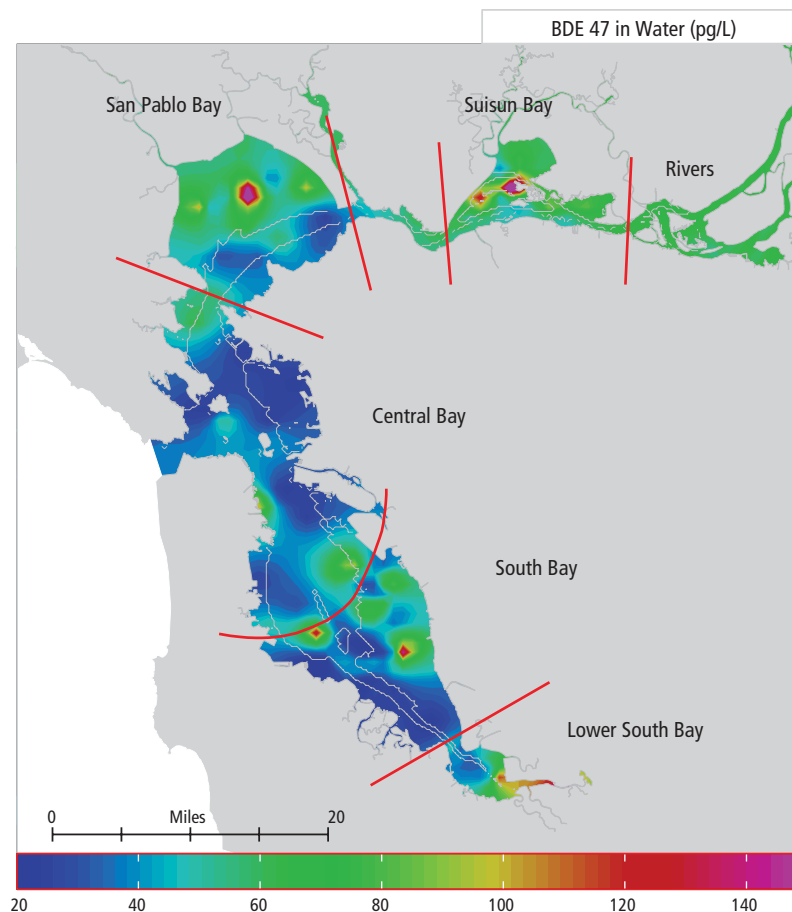 BDE 47 in Water (pg/L)
San Pablo Bay
Suisun Bay
Rivers
Central Bay
South Bay
Lower South Bay
0 Miles 20
20 40 60 80 100 120 140